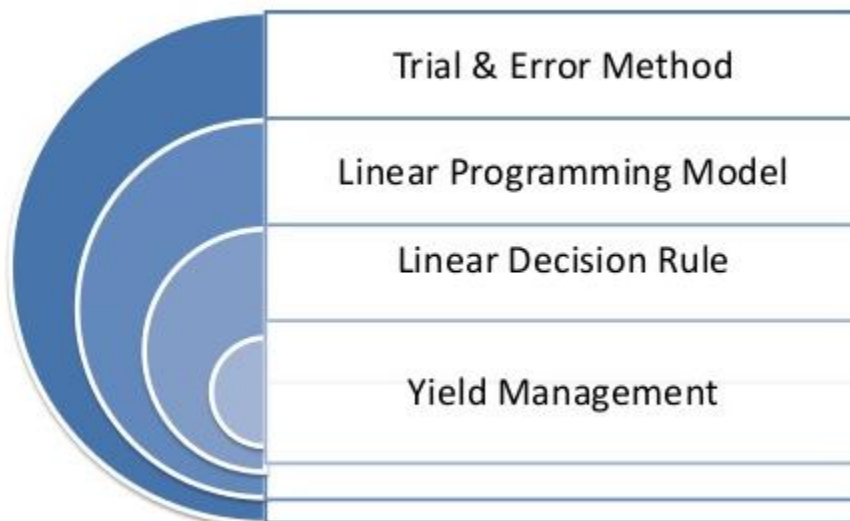 Trial & Error Method
Linear Programming Model
Linear Decision Rule
Yield Management